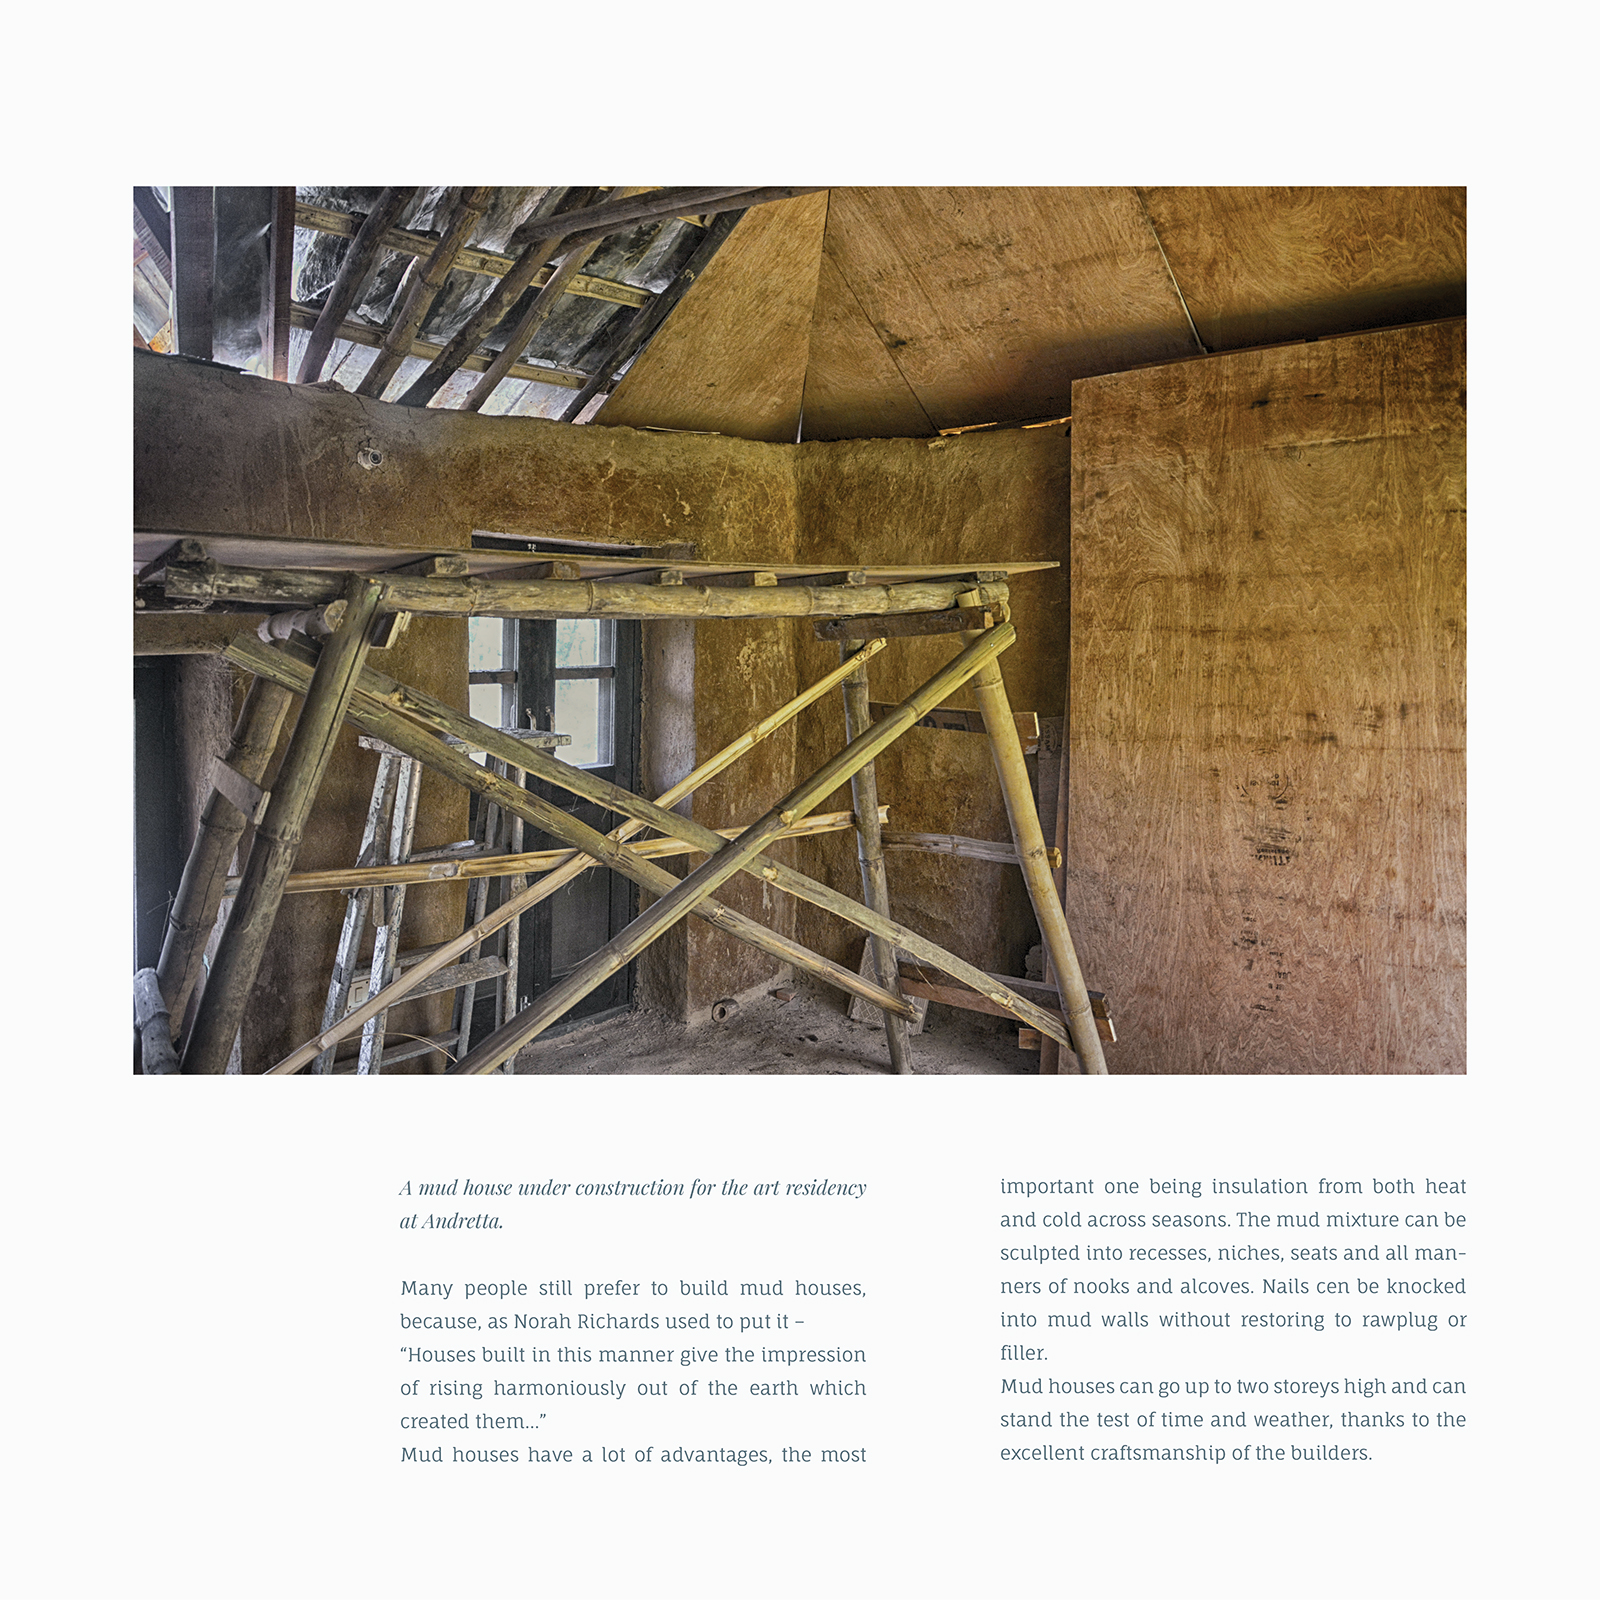 A mud house under construction for the art residency
at Andretta.
Many people still prefer to build mud houses,
because, as Norah Richards used to put it –
“Houses built in this manner give the impression
of rising harmoniously out of the earth which
created them...”
Mud houses have a lot of advantages, the most
important one being insulation from both heat
and cold across seasons. The mud mixture can be
sculpted into recesses, niches, seats and all man-
ners of nooks and alcoves. Nails cen be knocked
into mud walls without restoring to rawplug or
filler.
Mud houses can go up to two storeys high and can
stand the test of time and weather, thanks to the
excellent craftsmanship of the builders.